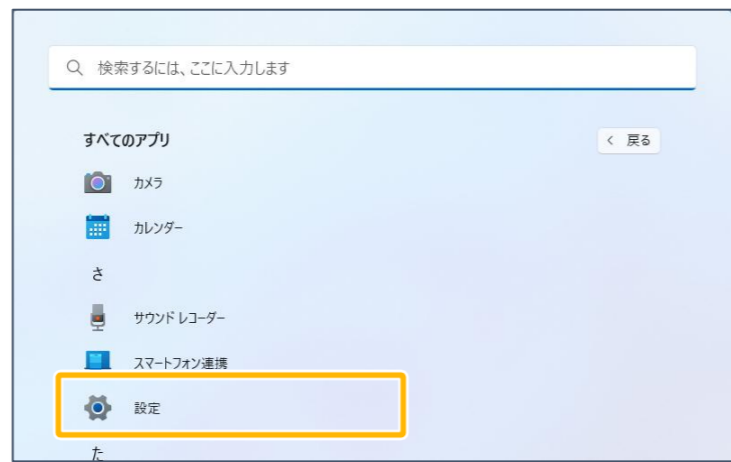 検索するには、ここに入力します
すべてのアプリ
戻る
カメラ
カレンダー
さ
サウンド レコーダー
スマートフォン連携
設定
た